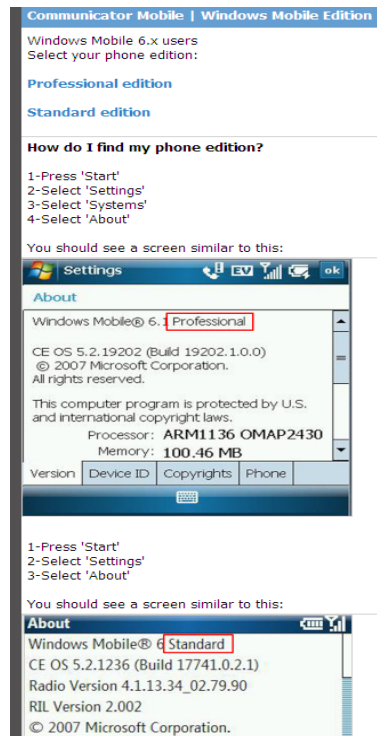 Communicator Mobile | Windows Mobile Edition
Windows Mobile 6.x users
Select your phone edition:
Professional edition
Standard edition
How do I find my phone edition?
1-Press 'Start'
2-Select 'Settings'
3-Select 'Systems'
4-Select 'About'
You should see a screen similar to this:
Settings EV ok
About
Windows Mobile® 6.1 Professional
CE OS 5.2.19202 (Build 19202.1.0.0)
© 2007 Microsoft Corporation.
All rights reserved.
This computer program is protected by U.S.
and international copyright laws.
Processor: ARM1136 OMAP2430
Memory: 100.46 MB
Version Device ID Copyrights Phone
1-Press 'Start'
2-Select 'Settings'
3-Select 'About'
You should see a screen similar to this:
About
Windows Mobile® 6 Standard
CE OS 5.2.1236 (Build 17741.0.2.1)
Radio Version 4.1.13.34_02.79.90
RIL Version 2.002
© 2007 Microsoft Corporation.